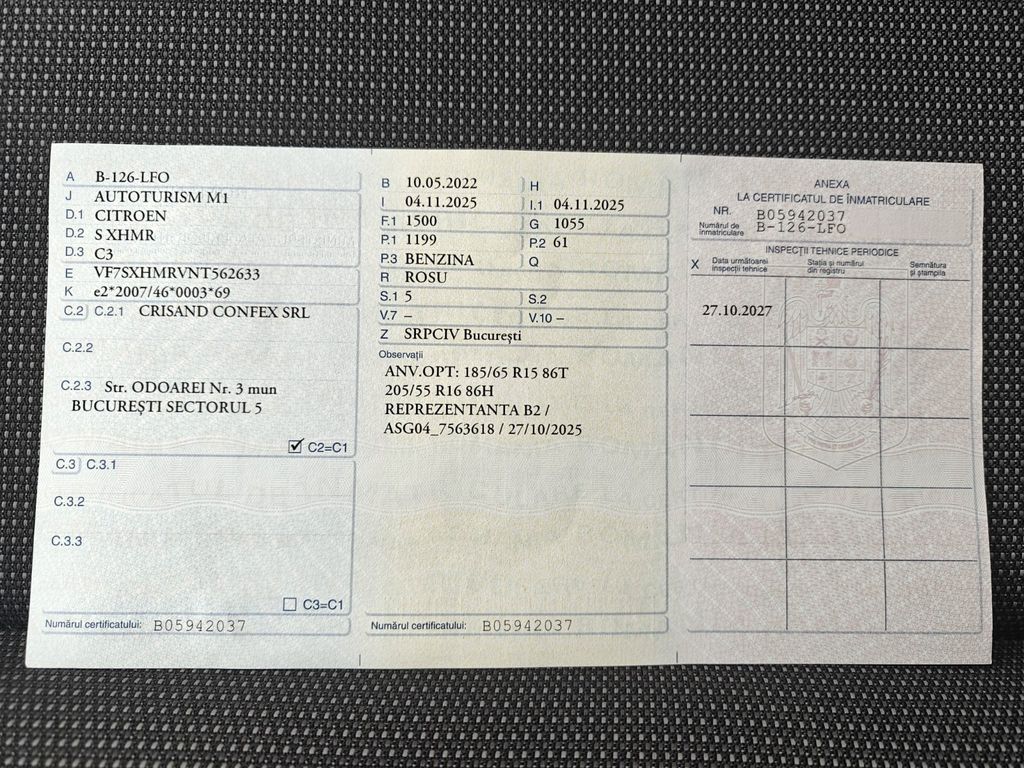 A B-126-LFO
J AUTOTURISM M1
D.1 CITROEN
D.2 S XHMR
D.3 C3
E VF7SXHMRVNT562633
K e2*2007/46*0003*69
C.2 C.2.1 CRISAND CONFEX SRL
C.2.2
C.2.3 Str. ODOAREI Nr. 3 mun
BUCUREȘTI SECTORUL 5
C2=C1
C.3 C.3.1
C.3.2
C.3.3
C3=C1
Numărul certificatului: B05942037
B 10.05.2022 H
I 04.11.2025 I.1 04.11.2025
F.1 1500 G 1055
P.1 1199 P.2 61
P.3 BENZINA Q
R ROSU
S.1 5 S.2
V.7 – V.10 –
Z SRPCIV București
Observații
ANV.OPT: 185/65 R15 86T
205/55 R16 86H
REPREZENTANTA B2 /
ASG04_7563618 / 27/10/2025
Numărul certificatului: B05942037
ANEXA
LA CERTIFICATUL DE ÎNMATRICULARE
NR. B05942037
Numărul de înmatriculare B-126-LFO
INSPECȚII TEHNICE PERIODICE
X Data următoarei inspecții tehnice Stația și numărul din registru Semnătura și ștampila
27.10.2027